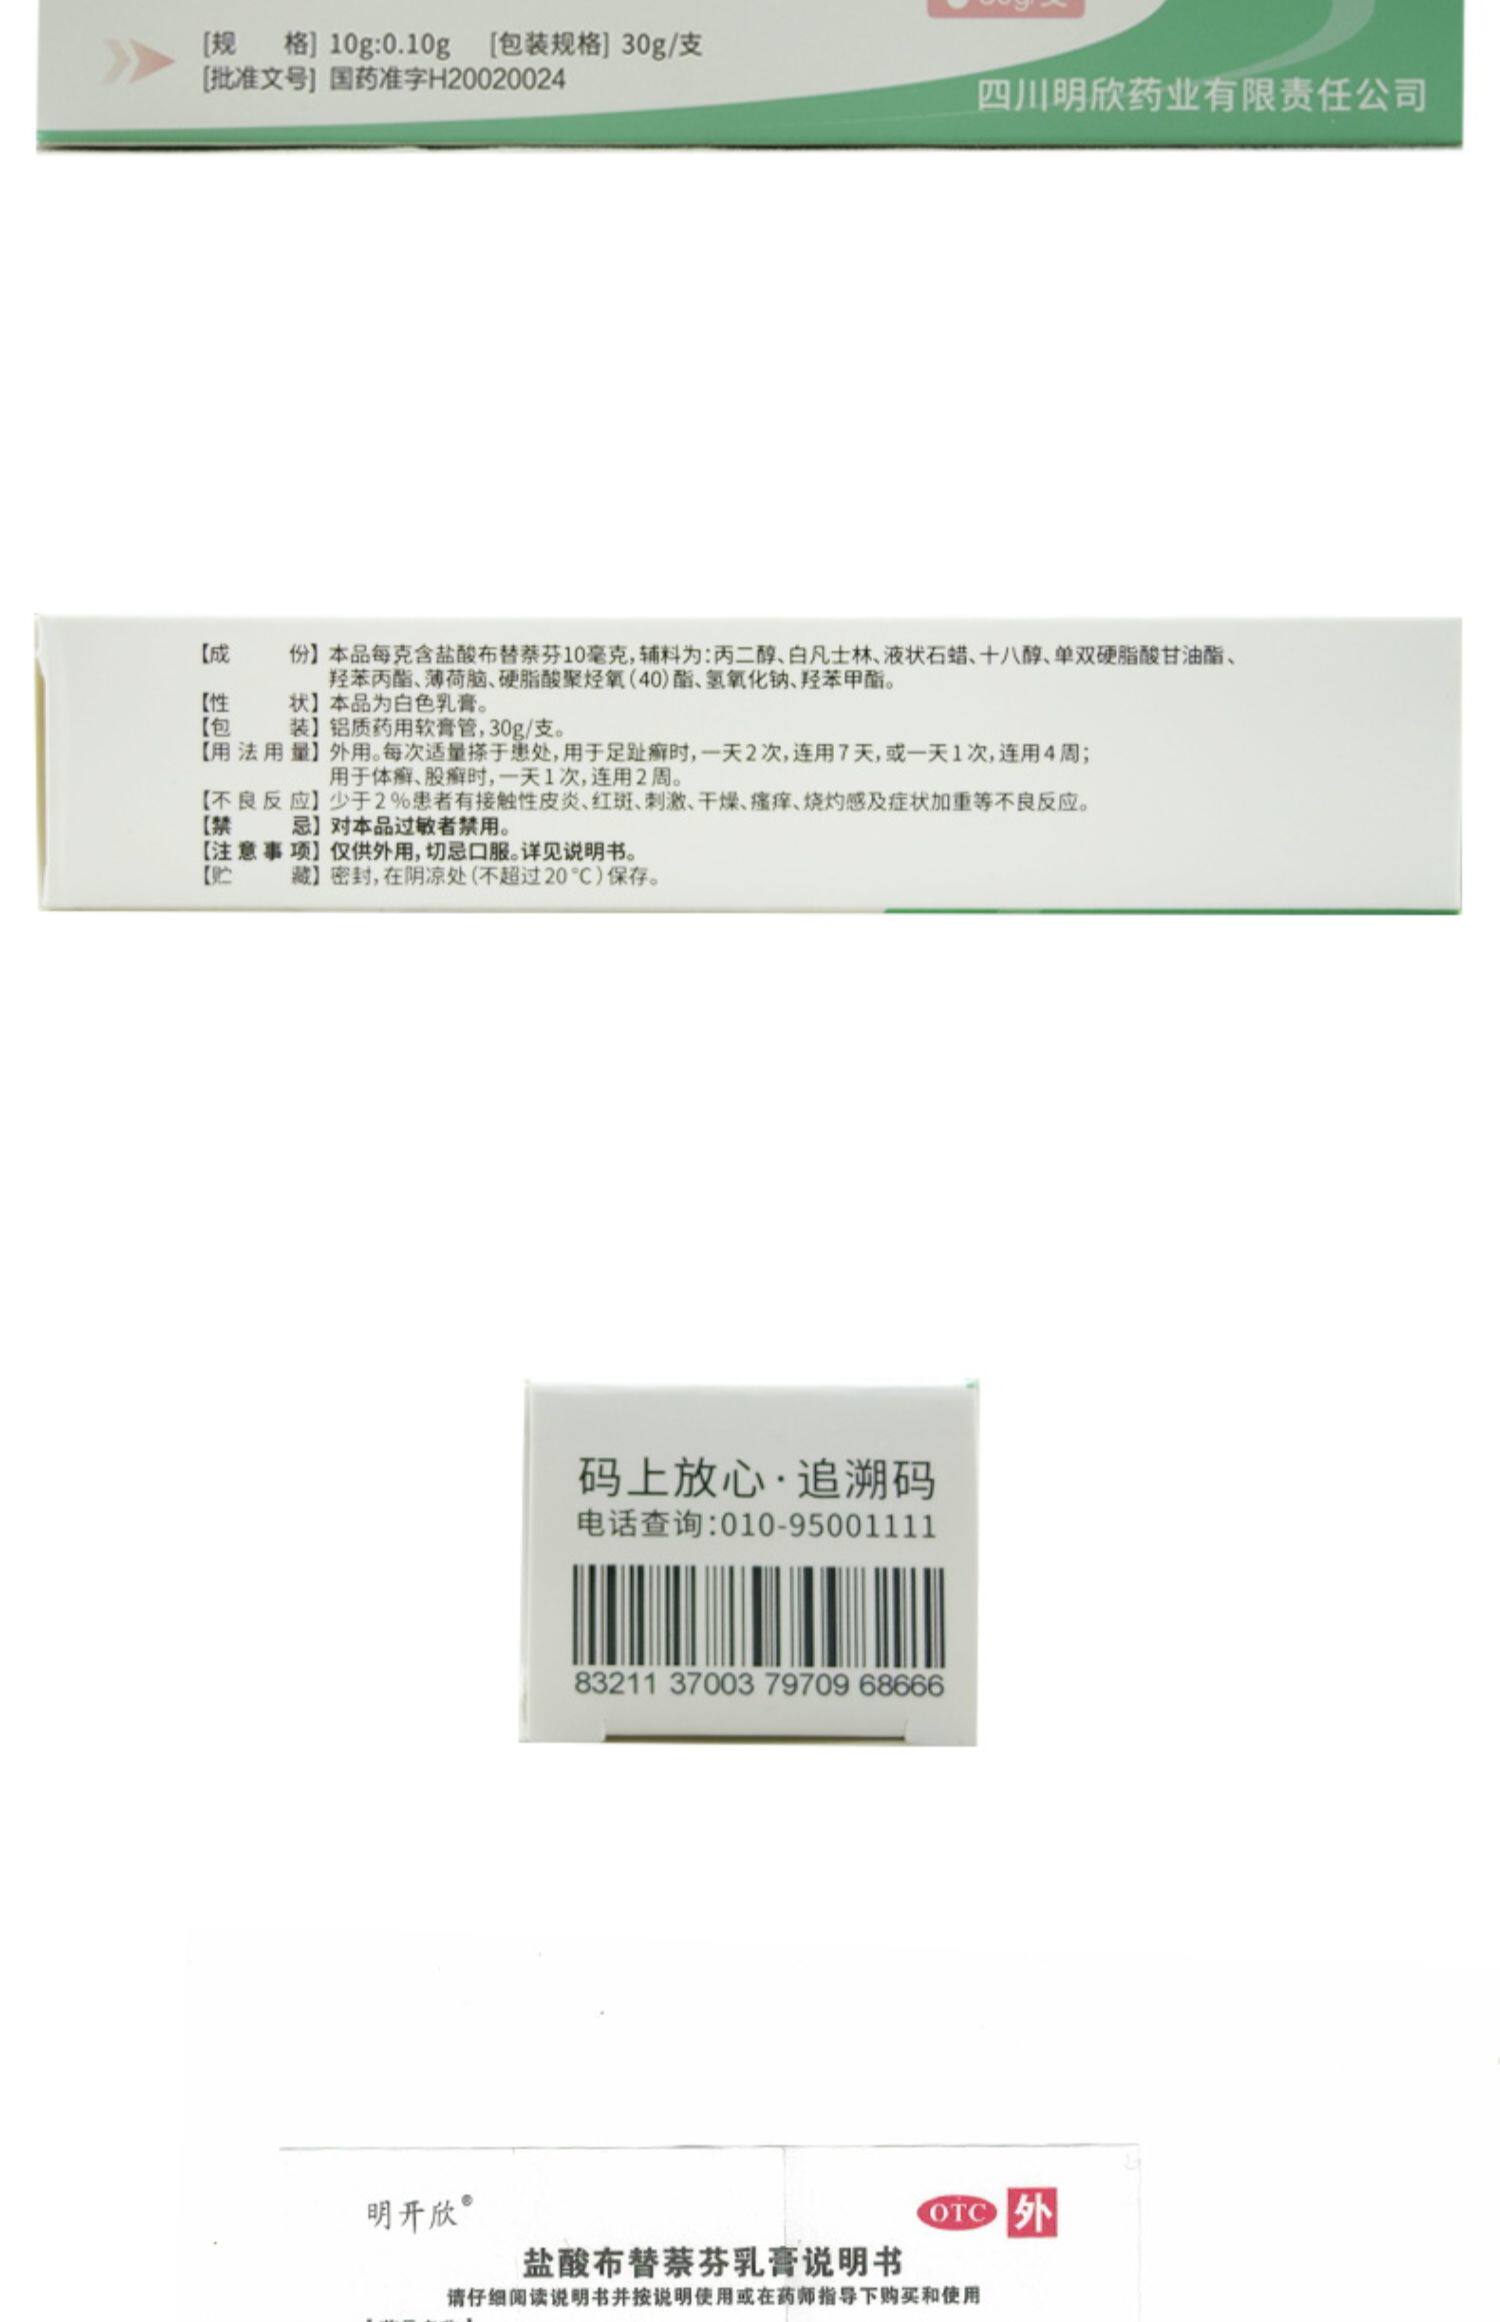 [规 格] 10g:0.10g [包装规格] 30g/支
[批准文号] 国药准字H20020024
四川明欣药业有限责任公司
【成 份】本品每克含盐酸布替萘芬10毫克，辅料为：丙二醇、白凡士林、液状石蜡、十八醇、单双硬脂酸甘油酯、
羟苯丙酯、薄荷脑、硬脂酸聚烃氧（40）酯、氢氧化钠、羟苯甲酯。
【性 状】本品为白色乳膏。
【包 装】铝质药用软膏管，30g/支。
【用法用量】外用。每次适量搽于患处，用于足趾癣时，一天2次，连用7天，或一天1次，连用4周；
用于体癣、股癣时，一天1次，连用2周。
【不良反应】少于2%患者有接触性皮炎、红斑、刺激、干燥、瘙痒、烧灼感及症状加重等不良反应。
【禁 忌】对本品过敏者禁用。
【注意事项】仅供外用，切忌口服。详见说明书。
【贮 藏】密封，在阴凉处（不超过20℃）保存。
码上放心·追溯码
电话查询：010-95001111
83211 37003 79709 68666
明开欣®
OTC 外
盐酸布替萘芬乳膏说明书
请仔细阅读说明书并按说明使用或在药师指导下购买和使用